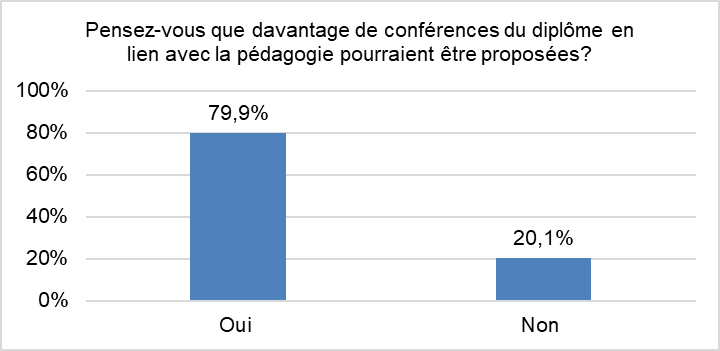 Pensez-vous que davantage de conférences du diplôme en
lien avec la pédagogie pourraient être proposées?
100%
79,9%
80%
60%
40%
20,1%
20%
0%
Oui Non